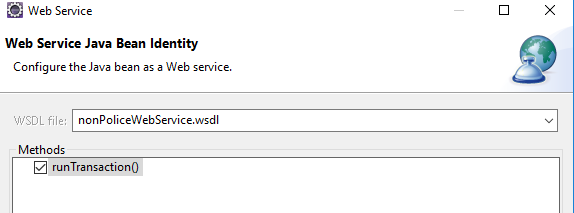 Web Service
Web Service Java Bean Identity
Configure the Java bean as a Web service.
WSDL file: nonPoliceWebService.wsdl
Methods
runTransaction()